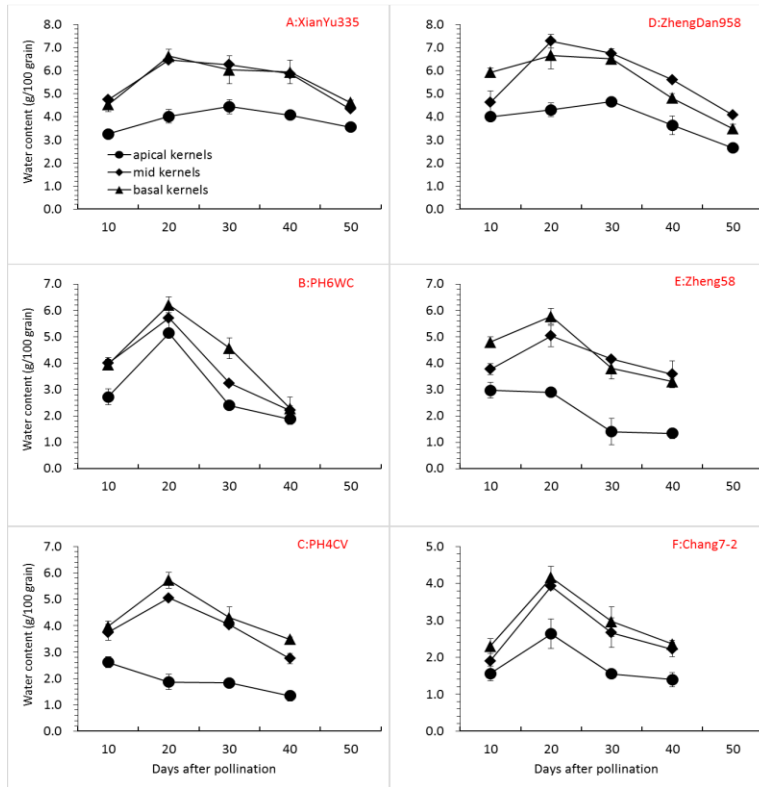 A:XianYu335
8.0
7.0
6.0
5.0
4.0
3.0
2.0
1.0
0.0
Water content (g/100 grain)
apical kernels
mid kernels
basal kernels
10 20 30 40 50
D:ZhengDan958
8.0
7.0
6.0
5.0
4.0
3.0
2.0
1.0
0.0
10 20 30 40 50
B:PH6WC
7.0
6.0
5.0
4.0
3.0
2.0
1.0
0.0
Water content (g/100 grain)
10 20 30 40 50
E:Zheng58
7.0
6.0
5.0
4.0
3.0
2.0
1.0
0.0
10 20 30 40 50
C:PH4CV
7.0
6.0
5.0
4.0
3.0
2.0
1.0
0.0
Water content (g/100 grain)
10 20 30 40 50
Days after pollination
F:Chang7-2
5.0
4.0
3.0
2.0
1.0
0.0
10 20 30 40 50
Days after pollination